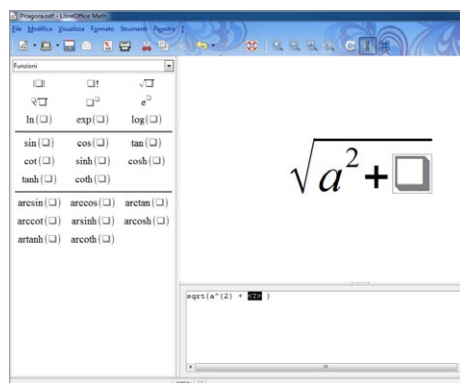 Pitagora.odf - LibreOffice Math
File Modifica Visualizza Formato Strumenti Finestra
Funzioni
|□| □! √□
√□ □^□ e^□
ln(□) exp(□) log(□)
sin(□) cos(□) tan(□)
cot(□) sinh(□) cosh(□)
tanh(□) coth(□)
arcsin(□) arccos(□) arctan(□)
arccot(□) arsinh(□) arcosh(□)
artanh(□) arcoth(□)
√a²+□
sqrt{a^{2} + <?> }